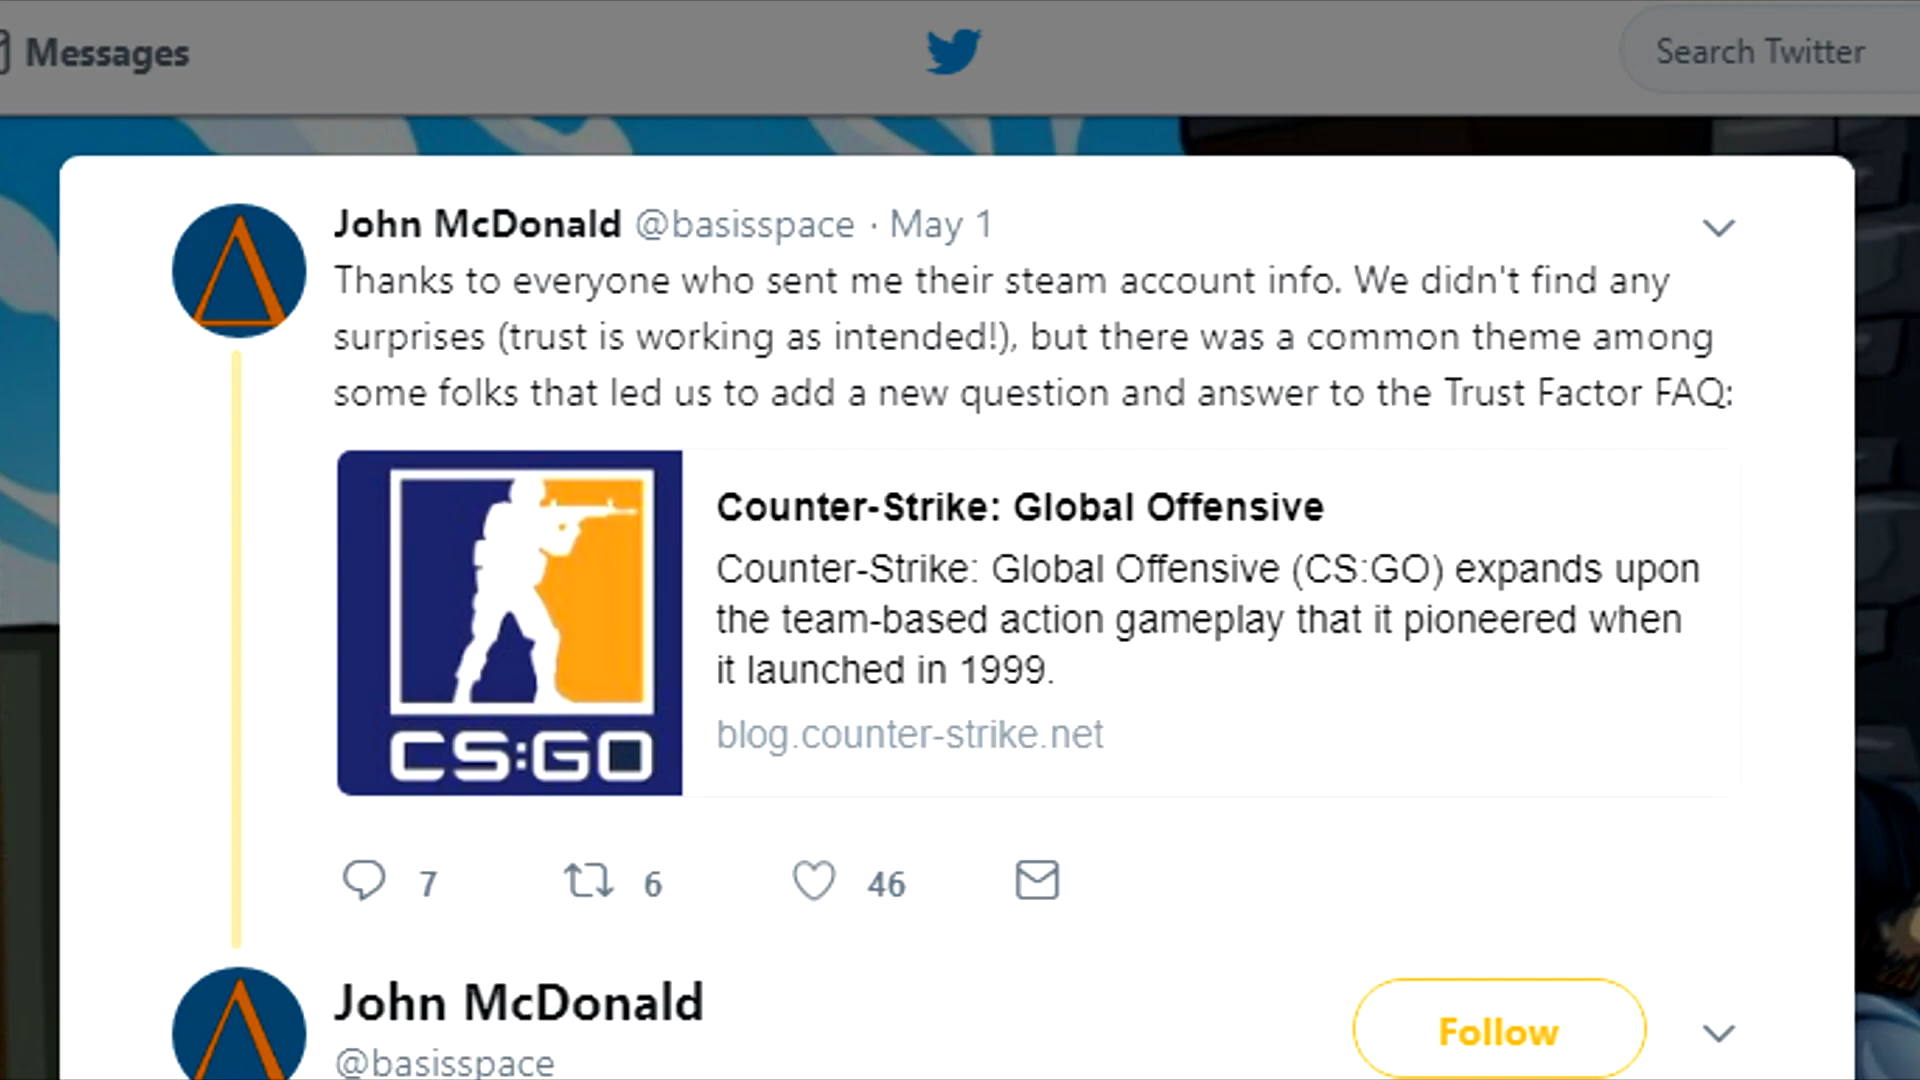 Messages
Search Twitter
John McDonald @basisspace · May 1
Thanks to everyone who sent me their steam account info. We didn't find any
surprises (trust is working as intended!), but there was a common theme among
some folks that led us to add a new question and answer to the Trust Factor FAQ:
CS:GO
Counter-Strike: Global Offensive
Counter-Strike: Global Offensive (CS:GO) expands upon
the team-based action gameplay that it pioneered when
it launched in 1999.
blog.counter-strike.net
7 6 46
John McDonald
Follow
@basisspace